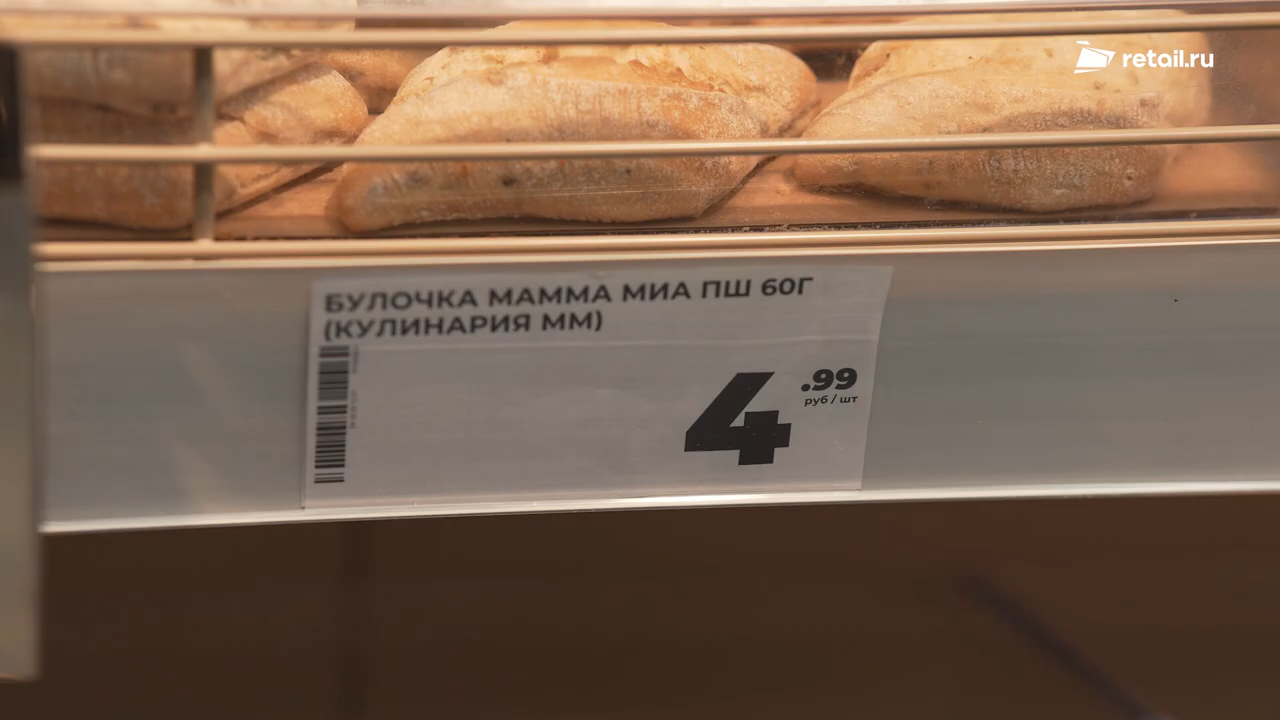 retail.ru
БУЛОЧКА МАММА МИА ПШ 60Г
(КУЛИНАРИЯ ММ)
4.99
руб / шт